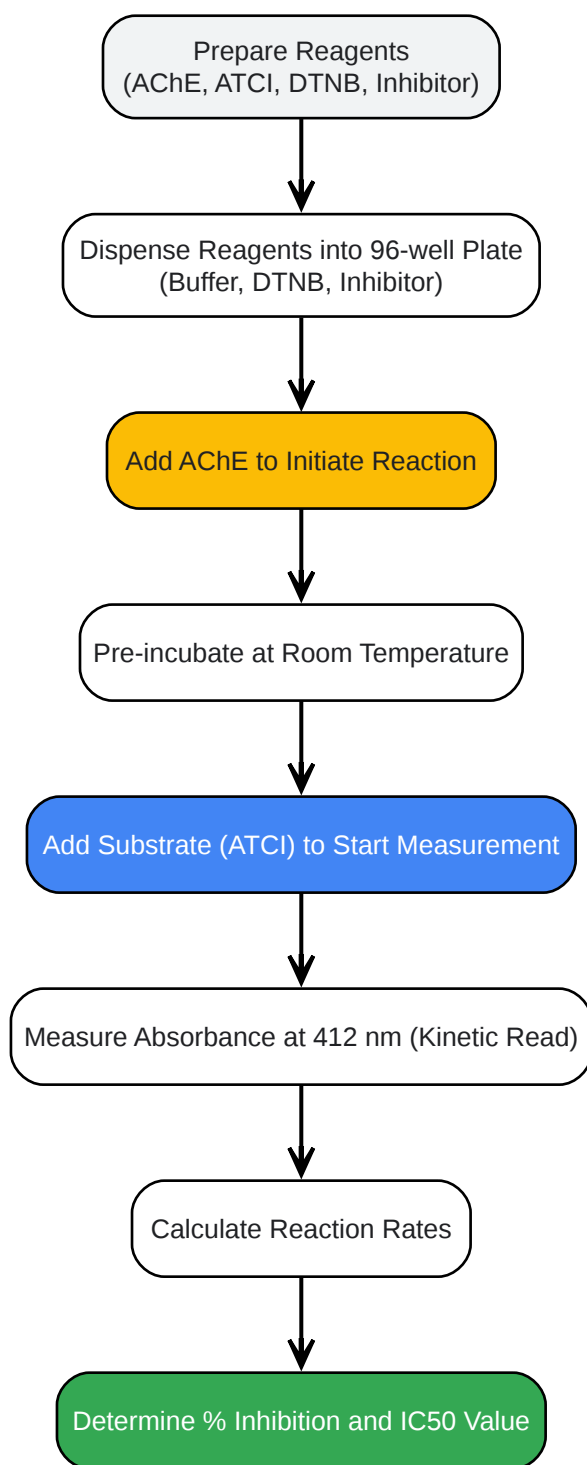 Prepare Reagents
(AChE, ATCI, DTNB, Inhibitor)
Dispense Reagents into 96-well Plate
(Buffer, DTNB, Inhibitor)
Add AChE to Initiate Reaction
Pre-incubate at Room Temperature
Add Substrate (ATCI) to Start Measurement
Measure Absorbance at 412 nm (Kinetic Read)
Calculate Reaction Rates
Determine % Inhibition and IC50 Value